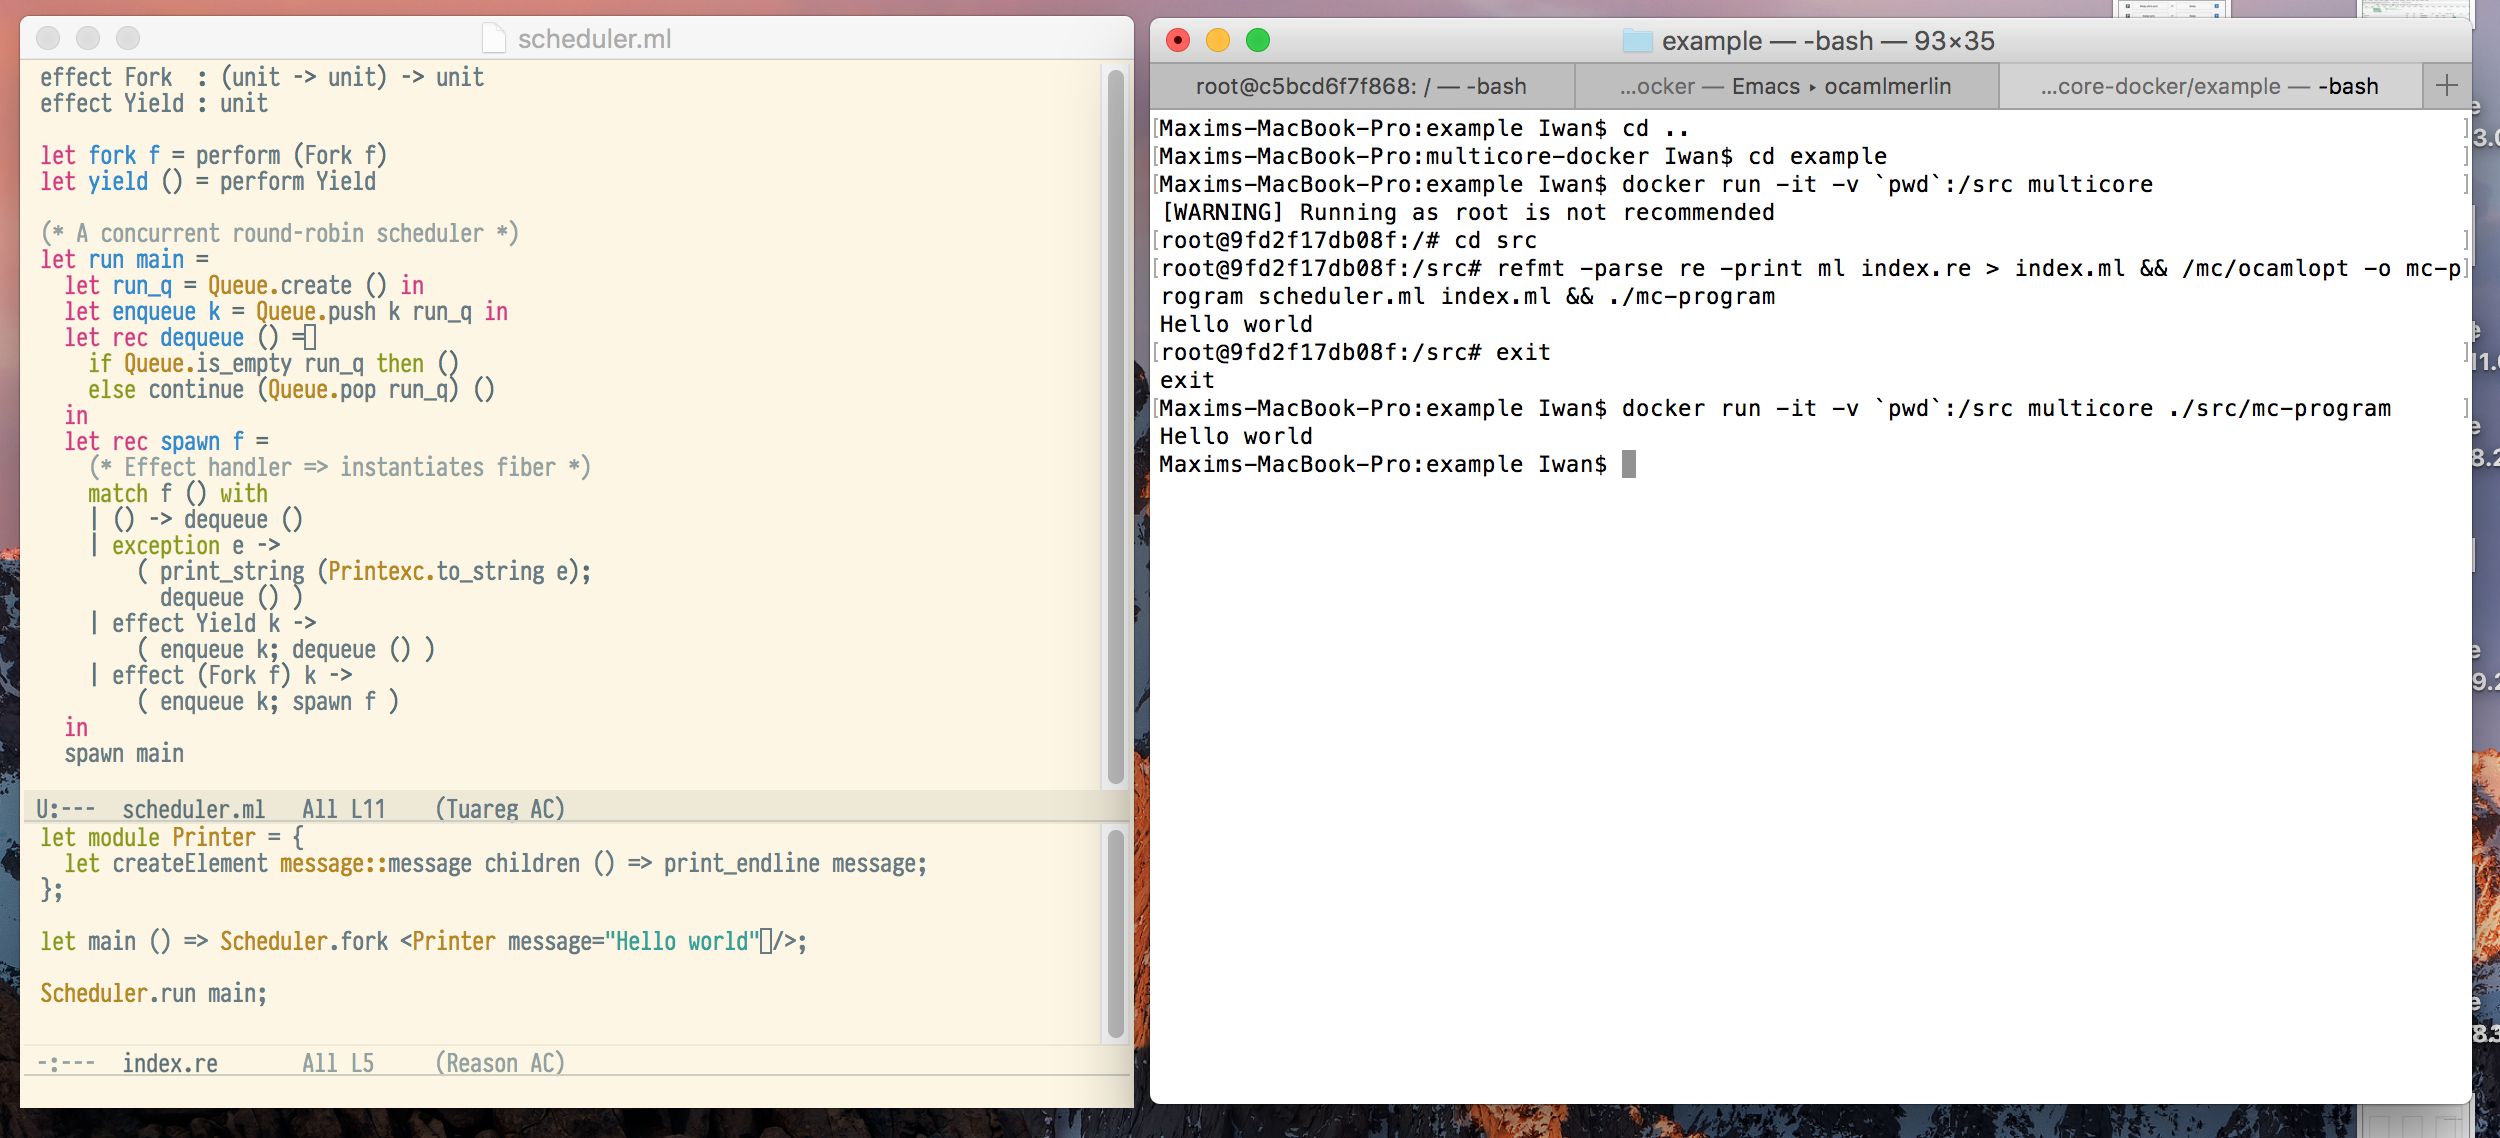 scheduler.ml
effect Fork  : (unit -> unit) -> unit
effect Yield : unit
let fork f = perform (Fork f)
let yield () = perform Yield
(* A concurrent round-robin scheduler *)
let run main =
  let run_q = Queue.create () in
  let enqueue k = Queue.push k run_q in
  let rec dequeue () =
    if Queue.is_empty run_q then ()
    else continue (Queue.pop run_q) ()
  in
  let rec spawn f =
    (* Effect handler => instantiates fiber *)
    match f () with
    | () -> dequeue ()
    | exception e ->
        ( print_string (Printexc.to_string e);
          dequeue () )
    | effect Yield k ->
        ( enqueue k; dequeue () )
    | effect (Fork f) k ->
        ( enqueue k; spawn f )
  in
  spawn main
U:---  scheduler.ml   All L11    (Tuareg AC)
let module Printer = {
  let createElement message::message children () => print_endline message;
};
let main () => Scheduler.fork <Printer message="Hello world"/>;
Scheduler.run main;
-:---  index.re       All L5     (Reason AC)
example — -bash — 93×35
root@c5bcd6f7f868: / — -bash
...ocker — Emacs ▸ ocamlmerlin
...core-docker/example — -bash
+
[Maxims-MacBook-Pro:example Iwan$ cd .. ]
[Maxims-MacBook-Pro:multicore-docker Iwan$ cd example ]
[Maxims-MacBook-Pro:example Iwan$ docker run -it -v `pwd`:/src multicore ]
[WARNING] Running as root is not recommended
[root@9fd2f17db08f:/# cd src ]
[root@9fd2f17db08f:/src# refmt -parse re -print ml index.re > index.ml && /mc/ocamlopt -o mc-p]
rogram scheduler.ml index.ml && ./mc-program
Hello world
[root@9fd2f17db08f:/src# exit ]
exit
[Maxims-MacBook-Pro:example Iwan$ docker run -it -v `pwd`:/src multicore ./src/mc-program ]
Hello world
Maxims-MacBook-Pro:example Iwan$